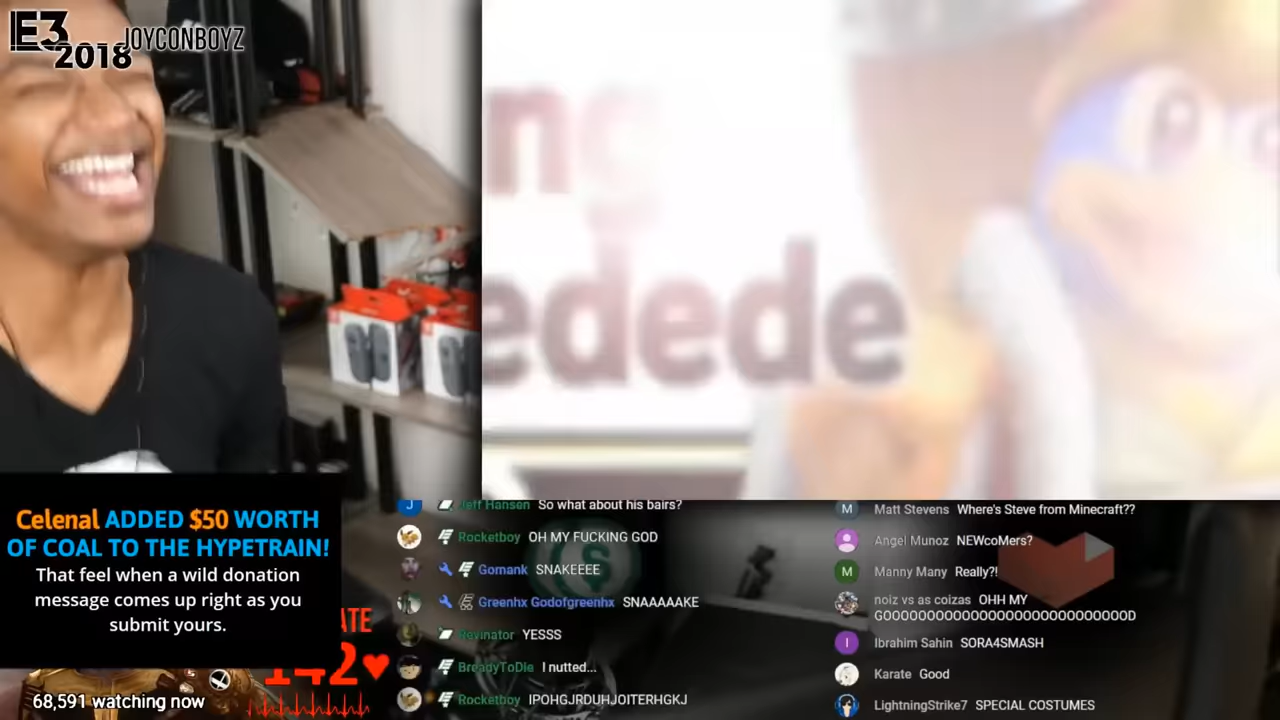 E3
2018
JOYCONBOYZ
ng
edede
Celenal ADDED $50 WORTH
OF COAL TO THE HYPETRAIN!
That feel when a wild donation
message comes up right as you
submit yours.
ATE
142
68,591 watching now
J Jeff Hansen So what about his bairs?
Rocketboy OH MY FUCKING GOD
Gomank SNAKEEEE
Greenhx Godofgreenhx SNAAAAAKE
Revinator YESSS
BreadyToDie I nutted...
Rocketboy IPOHGJRDUHJOITERHGKJ
M Matt Stevens Where's Steve from Minecraft??
Angel Munoz NEWcoMers?
M Manny Many Really?!
noiz vs as coizas OHH MY
GOOOOOOOOOOOOOOOOOOOOOOOOOOD
I Ibrahim Sahin SORA4SMASH
Karate Good
LightningStrike7 SPECIAL COSTUMES